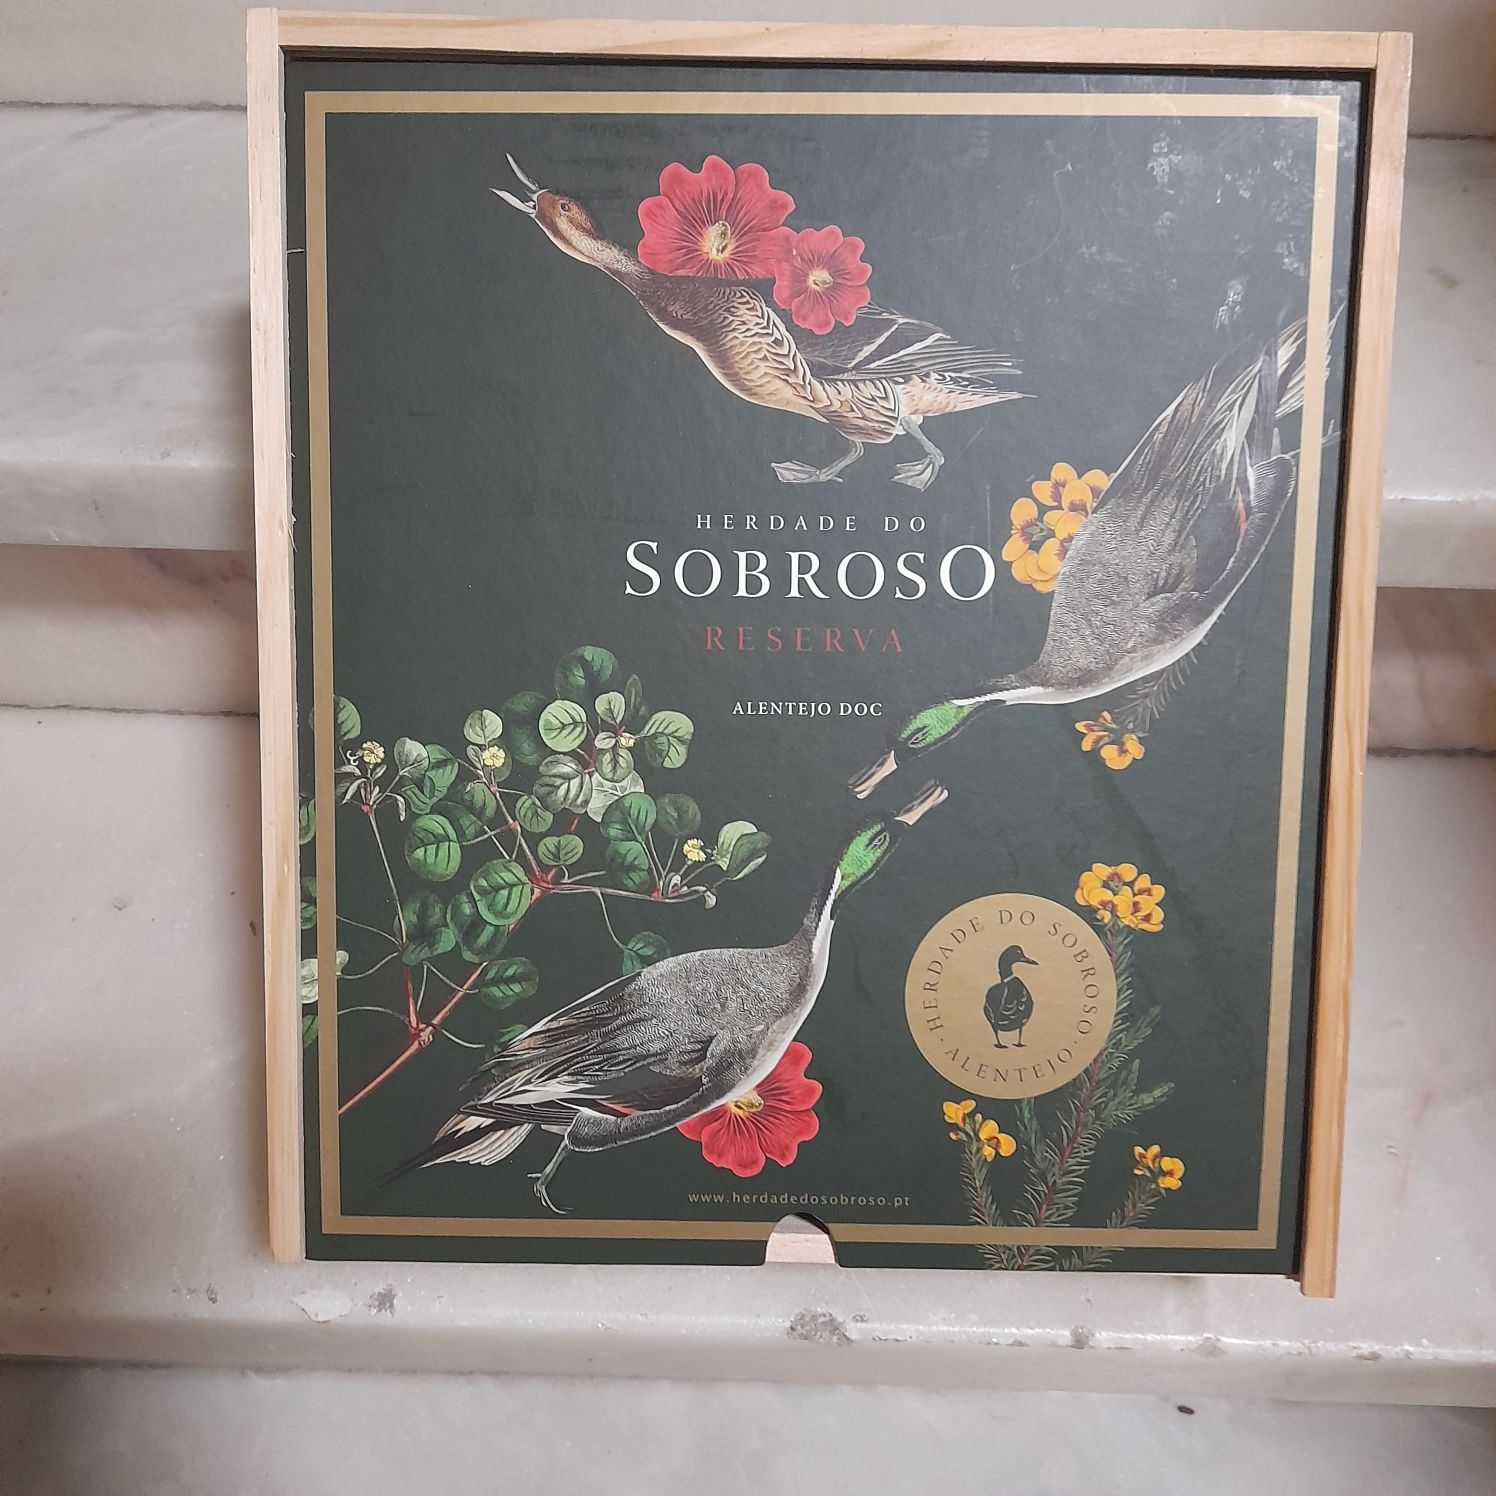 HERDADE DO
SOBROSO
RESERVA
ALENTEJO DOC
HERDADE DO SOBROSO · ALENTEJO ·
www.herdadedosobroso.pt